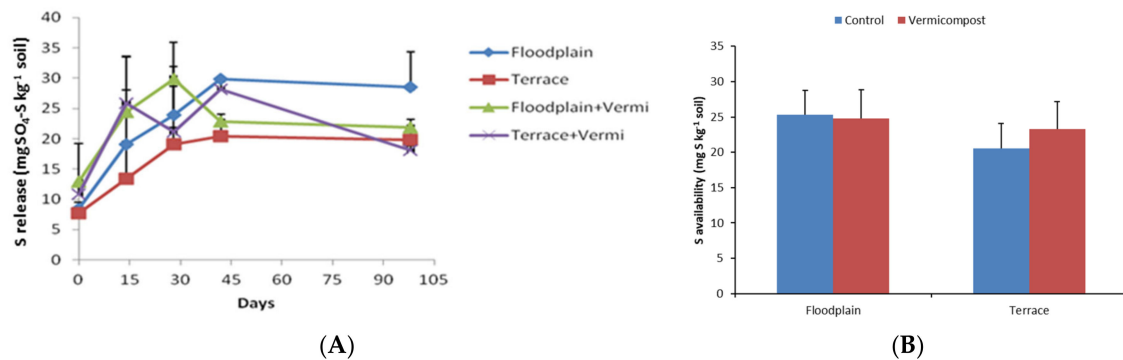 S release (mg SO4-S kg-1 soil)
40
35
30
25
20
15
10
5
0
0 15 30 45 60 75 90 105
Days
Floodplain
Terrace
Floodplain+Vermi
Terrace+Vermi
(A)
Control Vermicompost
S availability (mg S kg-1 soil)
35
30
25
20
15
10
5
0
Floodplain Terrace
(B)